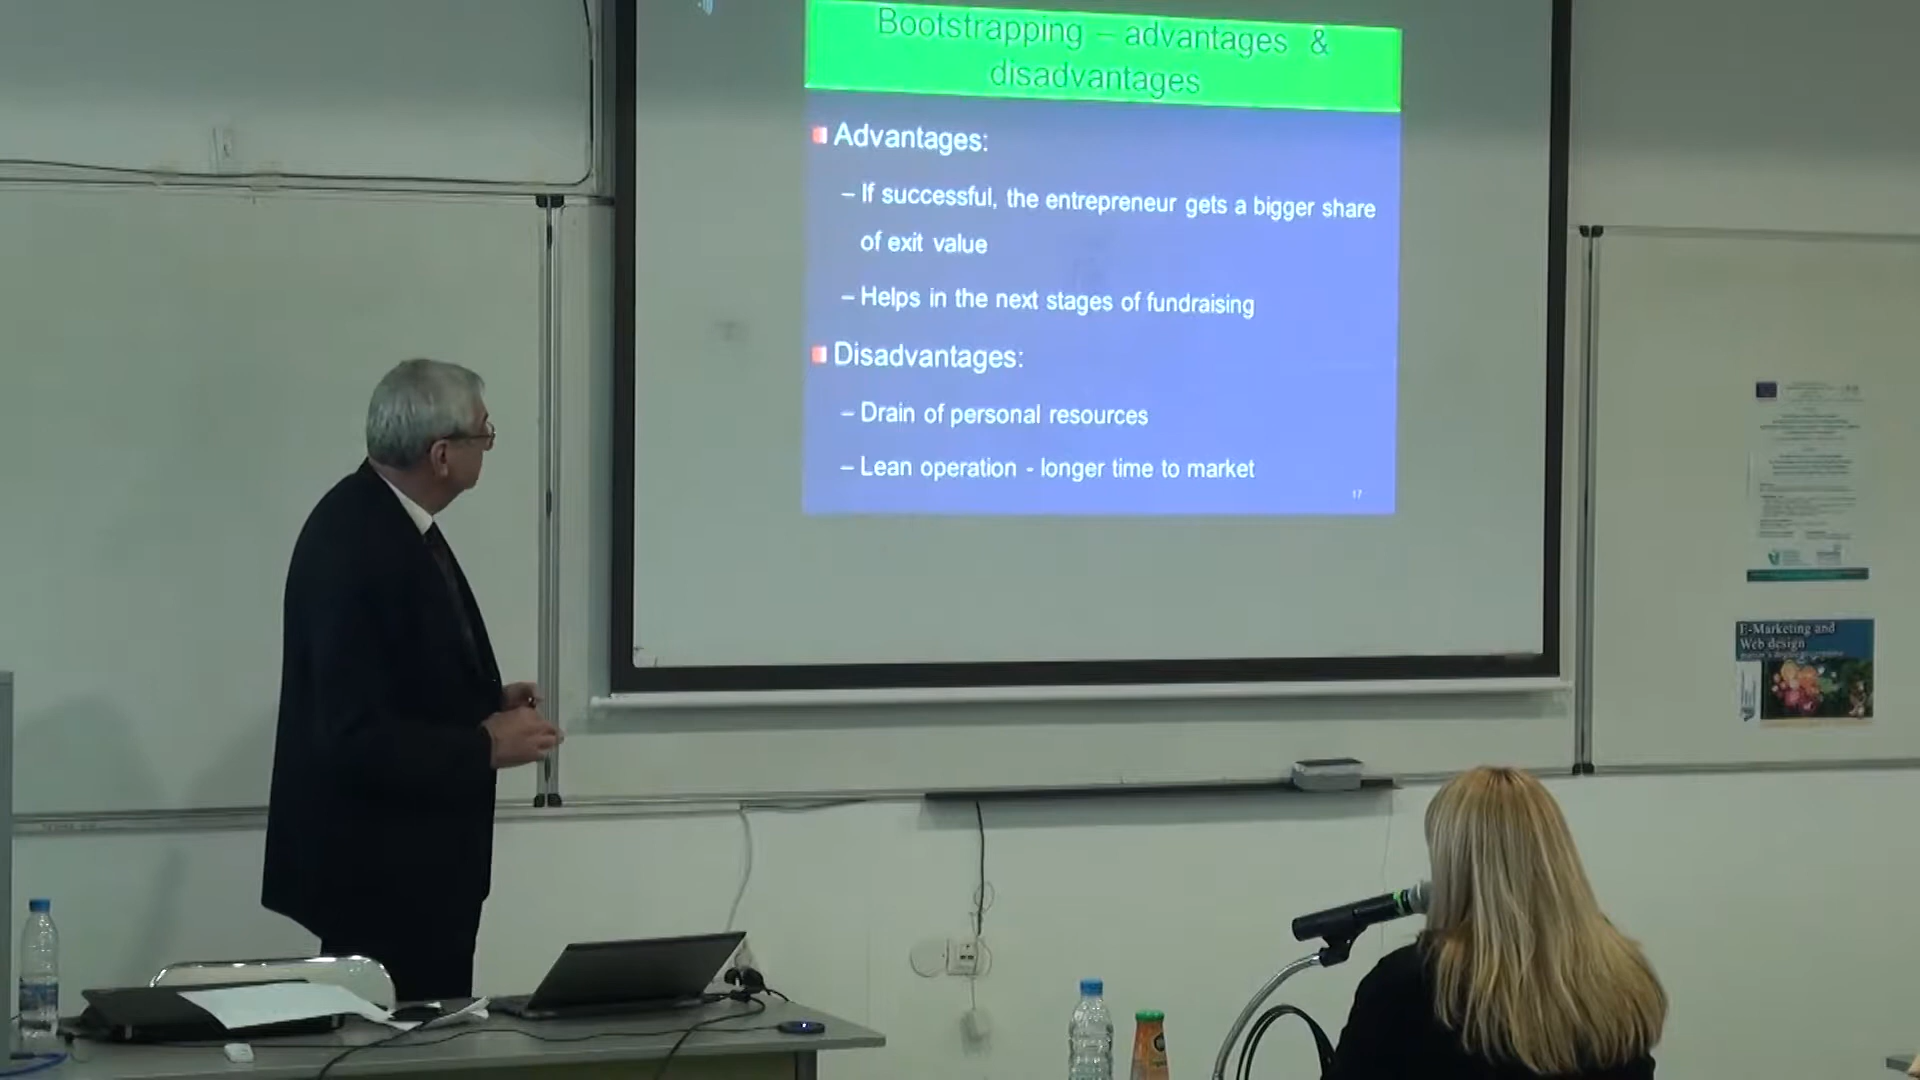 Bootstrapping – advantages &
disadvantages
Advantages:
– If successful, the entrepreneur gets a bigger share
of exit value
– Helps in the next stages of fundraising
Disadvantages:
– Drain of personal resources
– Lean operation - longer time to market
17
E-Marketing and
Web design